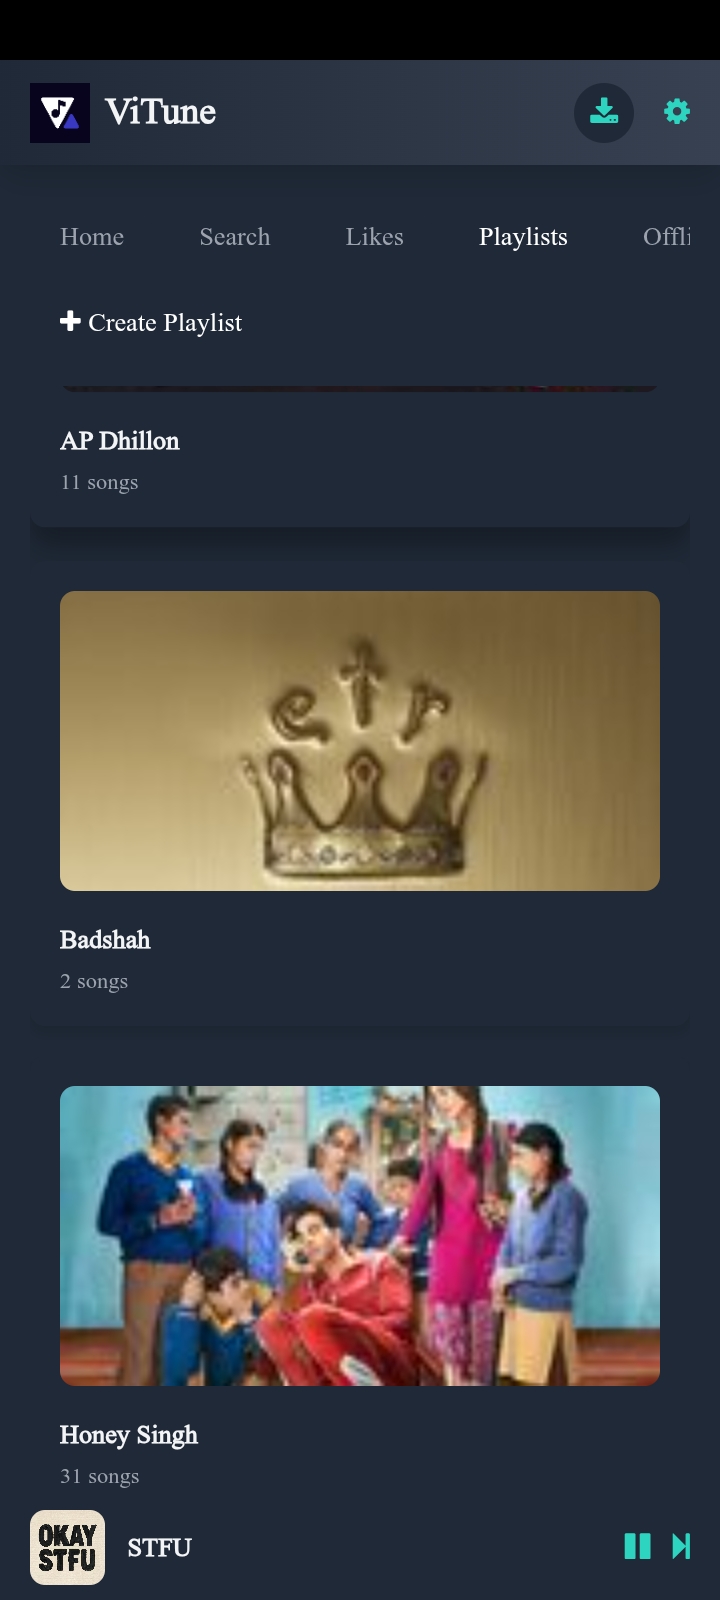 ViTune
Home Search Likes Playlists Offli
Create Playlist
AP Dhillon
11 songs
etr
Badshah
2 songs
Honey Singh
31 songs
OKAY
STFU
STFU